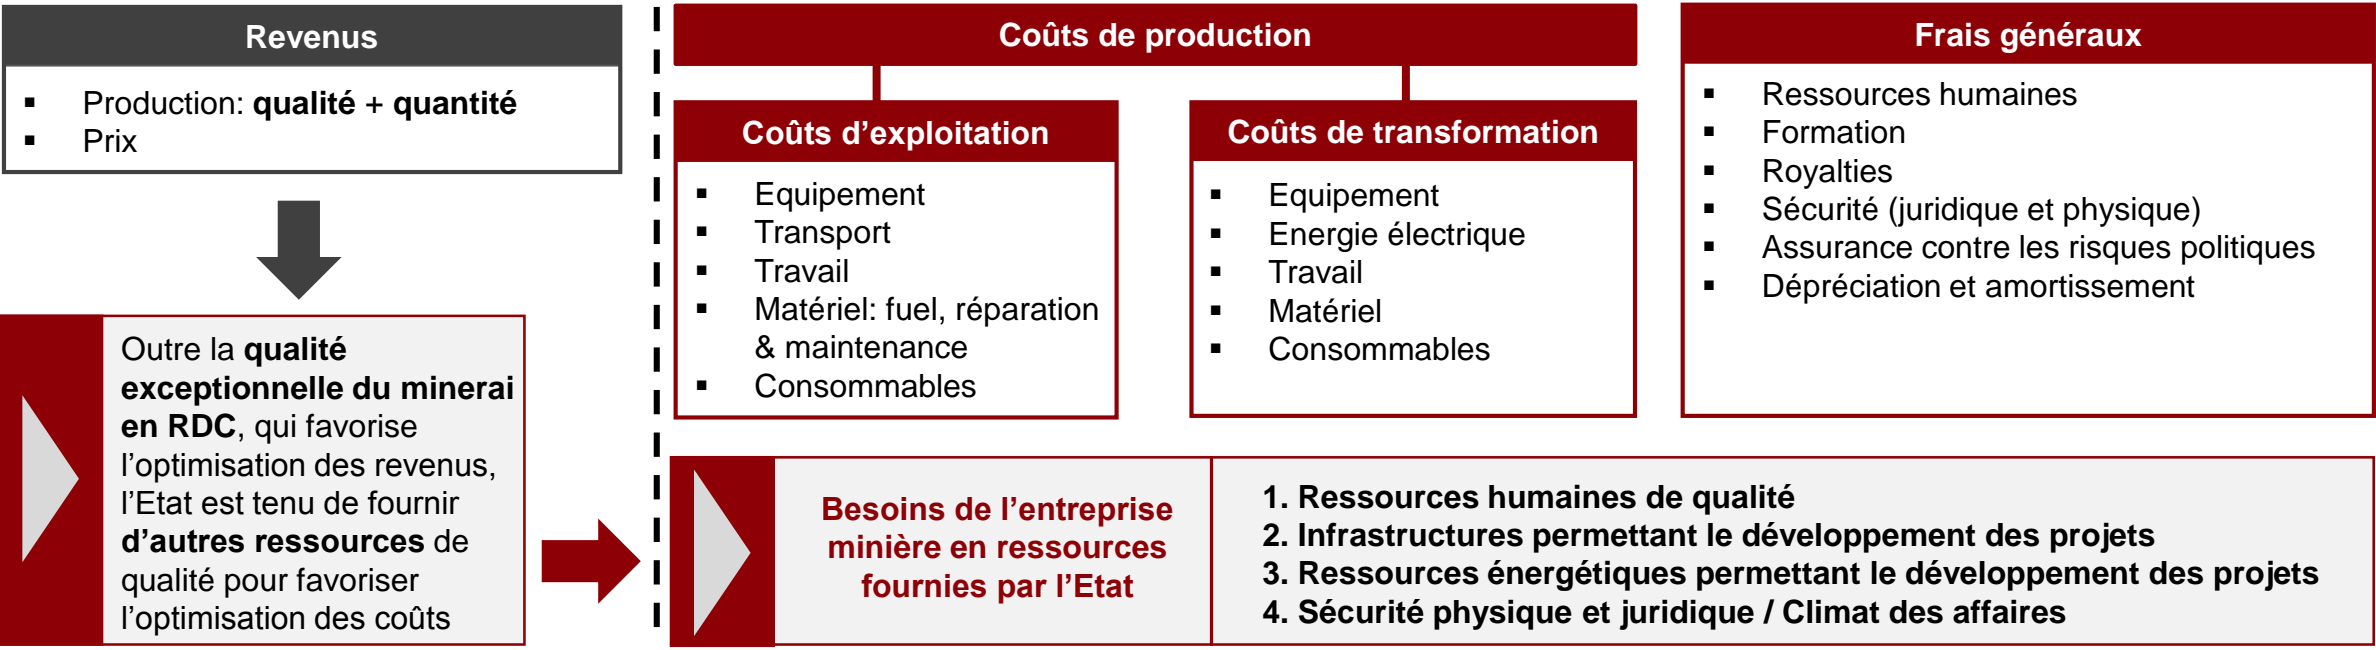 Revenus
▪ Production: qualité + quantité
▪ Prix
Outre la qualité
exceptionnelle du minerai
en RDC, qui favorise
l’optimisation des revenus,
l’Etat est tenu de fournir
d’autres ressources de
qualité pour favoriser
l’optimisation des coûts
Coûts de production
Coûts d’exploitation
▪ Equipement
▪ Transport
▪ Travail
▪ Matériel: fuel, réparation
& maintenance
▪ Consommables
Coûts de transformation
▪ Equipement
▪ Energie électrique
▪ Travail
▪ Matériel
▪ Consommables
Frais généraux
▪ Ressources humaines
▪ Formation
▪ Royalties
▪ Sécurité (juridique et physique)
▪ Assurance contre les risques politiques
▪ Dépréciation et amortissement
Besoins de l’entreprise
minière en ressources
fournies par l’Etat
1. Ressources humaines de qualité
2. Infrastructures permettant le développement des projets
3. Ressources énergétiques permettant le développement des projets
4. Sécurité physique et juridique / Climat des affaires